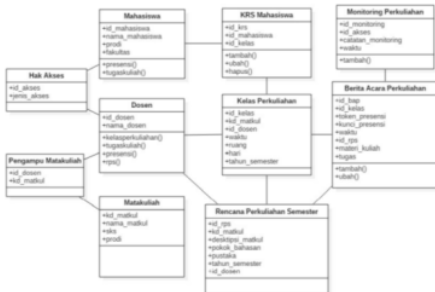 Mahasiswa
+id_mahasiswa
+nama_mahasiswa
+prodi
+fakultas
+presensi()
+tugaskuliah()
KRS Mahasiswa
+id_krs
+id_mahasiswa
+id_kelas
+tambah()
+ubah()
+hapus()
Monitoring Perkuliahan
+id_monitoring
+id_akses
+catatan_monitoring
+waktu
+tambah()
Hak Akses
+id_akses
+jenis_akses
Dosen
+id_dosen
+nama_dosen
+kelasperkuliahan()
+tugaskuliah()
+presensi()
+rps()
Kelas Perkuliahan
+id_kelas
+kd_matkul
+id_dosen
+waktu
+ruang
+hari
+tahun_semester
Berita Acara Perkuliahan
+id_bap
+id_kelas
+token_presensi
+kunci_presensi
+waktu
+id_rps
+materi_kuliah
+tugas
+tambah()
+ubah()
Pengampu Matakuliah
+id_dosen
+kd_matkul
Matakuliah
+kd_matkul
+nama_matkul
+sks
+prodi
Rencana Perkuliahan Semester
+id_rps
+kd_matkul
+desktipsi_matkul
+pokok_bahasan
+pustaka
+tahun_semester
+id_dosen